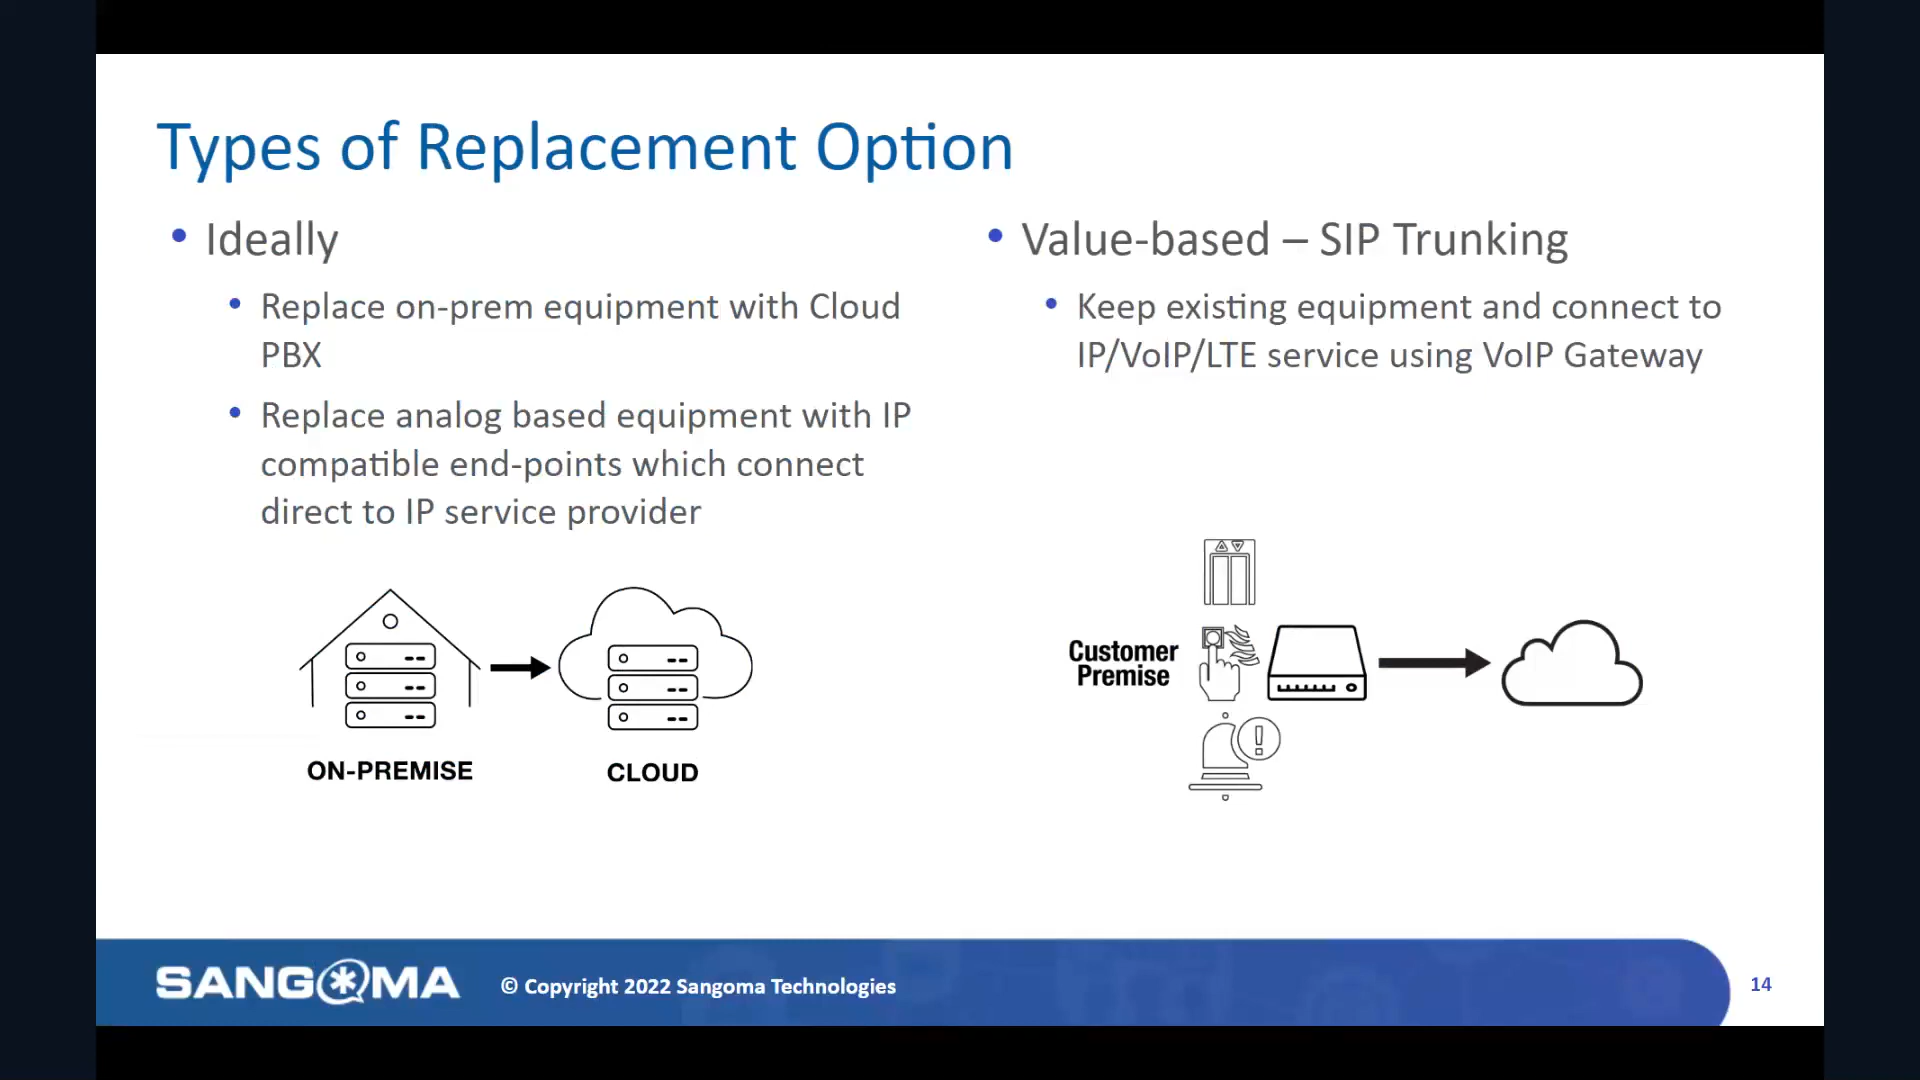 Types of Replacement Option
• Ideally
• Replace on-prem equipment with Cloud
PBX
• Replace analog based equipment with IP
compatible end-points which connect
direct to IP service provider
ON-PREMISE
CLOUD
• Value-based – SIP Trunking
• Keep existing equipment and connect to
IP/VoIP/LTE service using VoIP Gateway
Customer
Premise
SANGOMA
© Copyright 2022 Sangoma Technologies
14